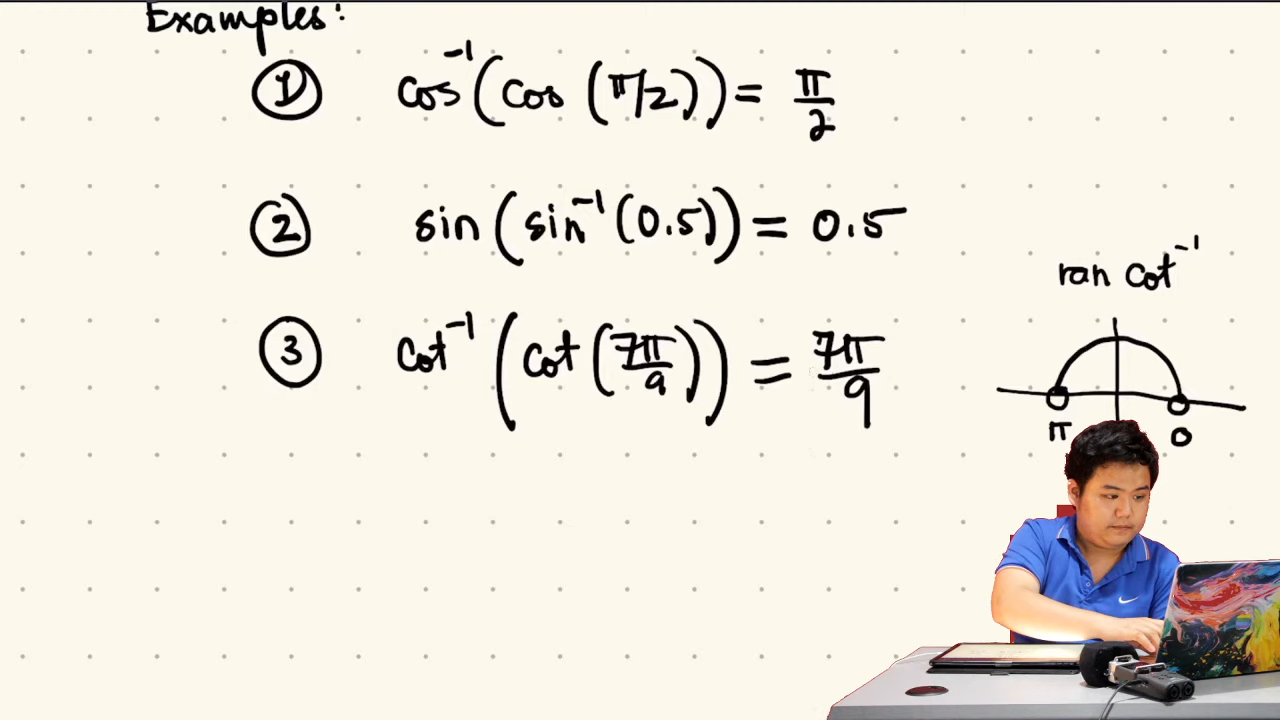 Examples:
① cos⁻¹(cos(π/2)) = π/2
② sin(sin⁻¹(0.5)) = 0.5
③ cot⁻¹(cot(7π/9)) = 7π/9
ran cot⁻¹
π 0